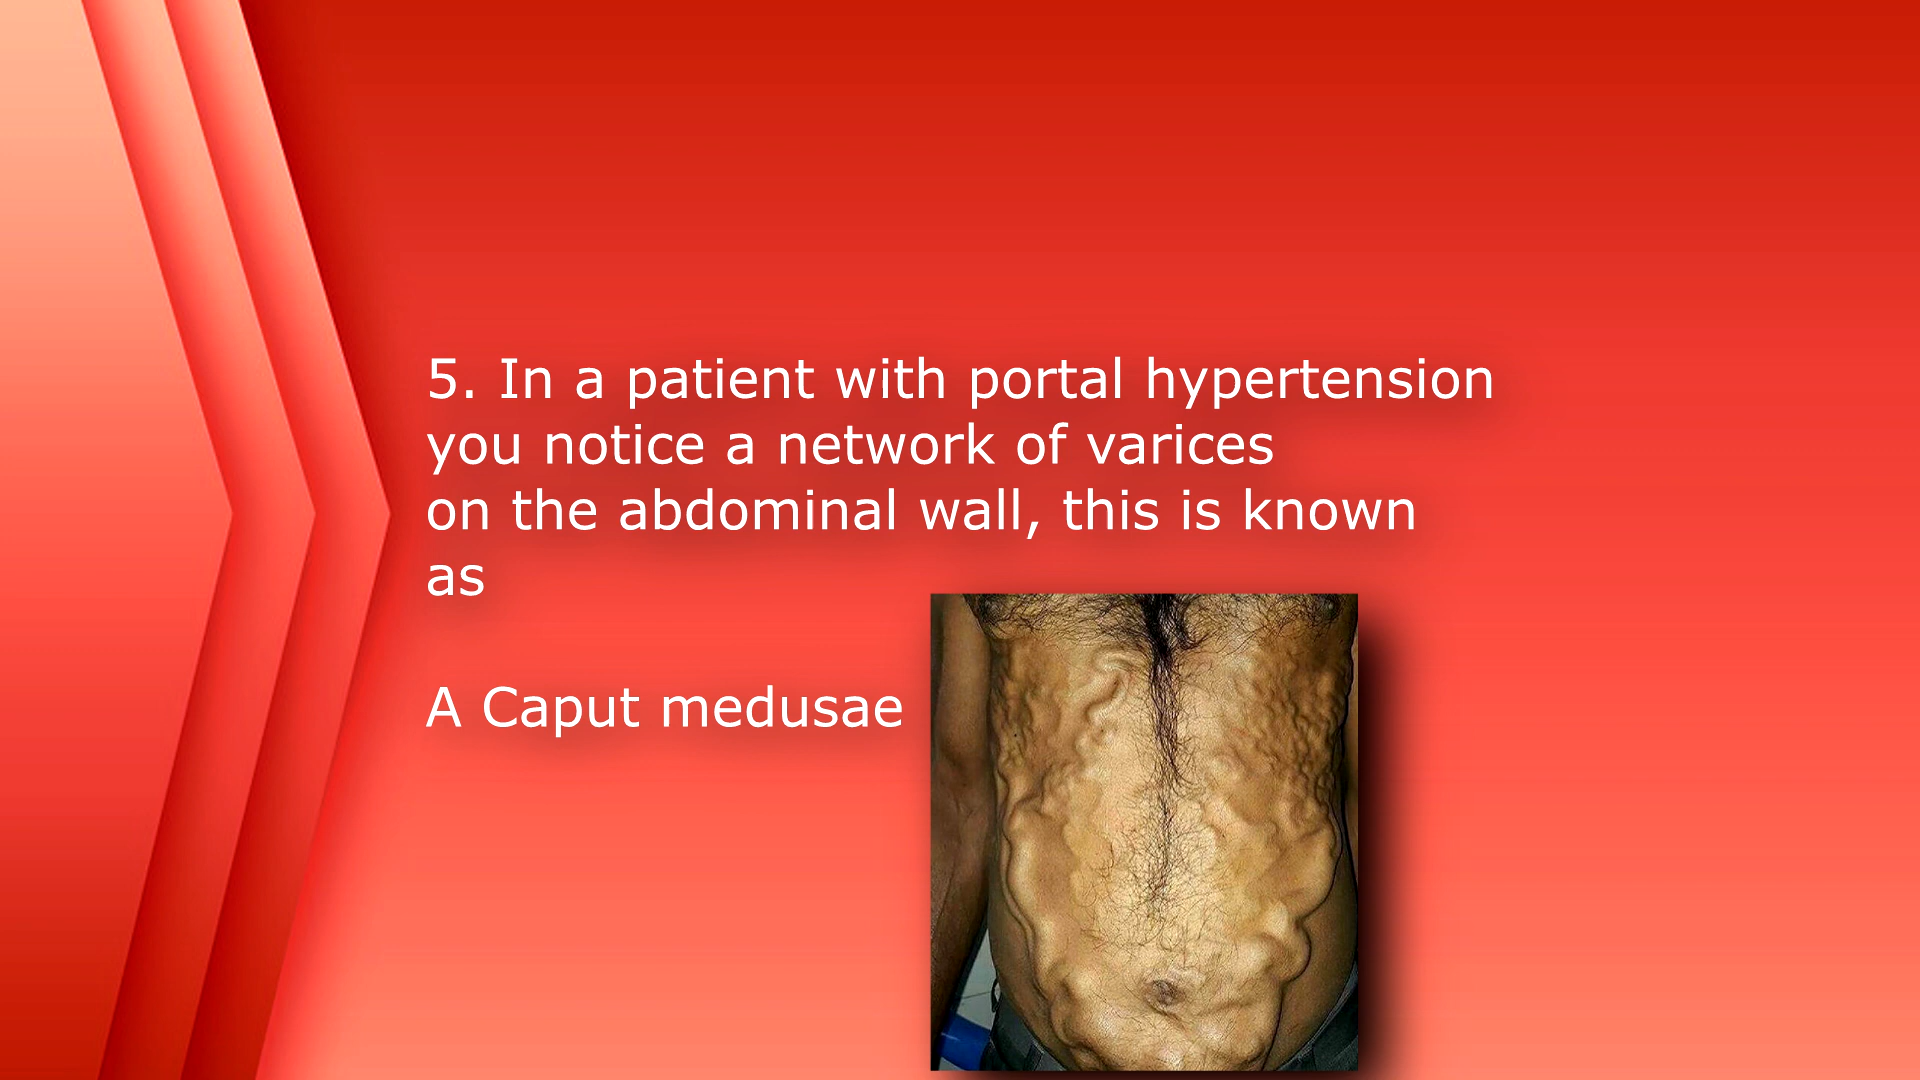 5. In a patient with portal hypertension
you notice a network of varices
on the abdominal wall, this is known
as
A Caput medusae